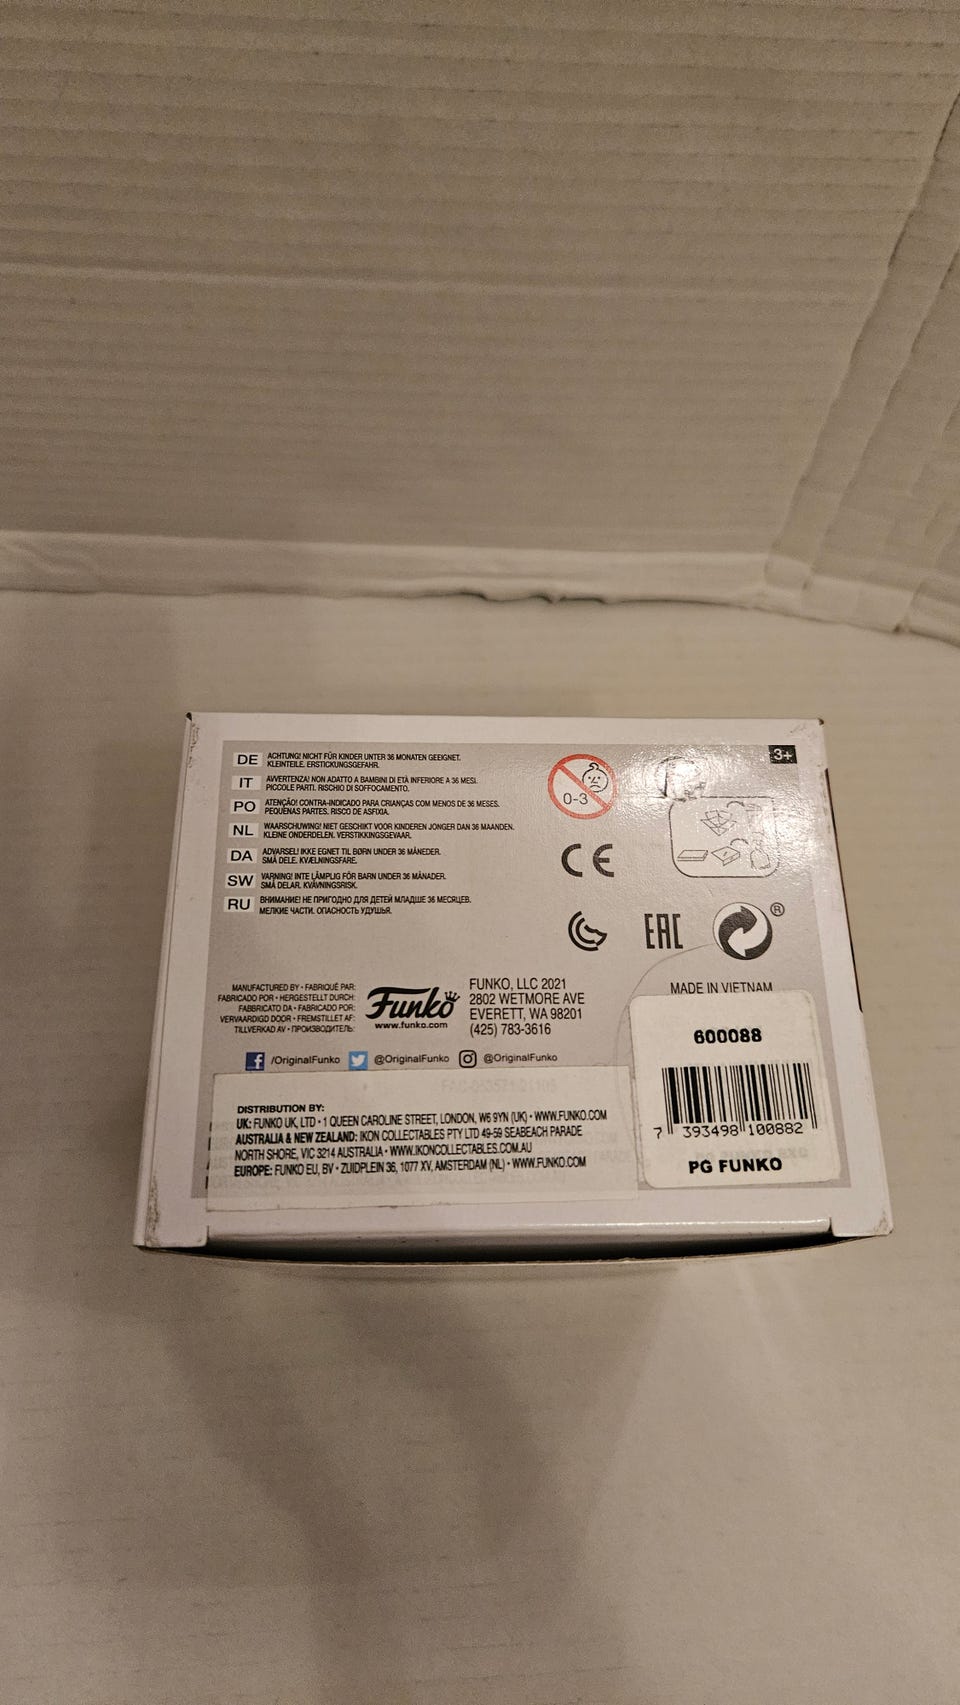 DE ACHTUNG! NICHT FÜR KINDER UNTER 36 MONATEN GEEIGNET.
KLEINTEILE. ERSTICKUNGSGEFAHR.
IT AVVERTENZA! NON ADATTO A BAMBINI DI ETÀ INFERIORE A 36 MESI.
PICCOLE PARTI. RISCHIO DI SOFFOCAMENTO.
PO ATENÇÃO! CONTRA-INDICADO PARA CRIANÇAS COM MENOS DE 36 MESES.
PEQUENAS PARTES. RISCO DE ASFIXIA.
NL WAARSCHUWING! NIET GESCHIKT VOOR KINDEREN JONGER DAN 36 MAANDEN.
KLEINE ONDERDELEN. VERSTIKKINGSGEVAAR.
DA ADVARSEL! IKKE EGNET TIL BØRN UNDER 36 MÅNEDER.
SMÅ DELE. KVÆLNINGSFARE.
SW VARNING! INTE LÄMPLIG FÖR BARN UNDER 36 MÅNADER.
SMÅ DELAR. KVÄVNINGSRISK.
RU ВНИМАНИЕ! НЕ ПРИГОДНО ДЛЯ ДЕТЕЙ МЛАДШЕ 36 МЕСЯЦЕВ.
МЕЛКИЕ ЧАСТИ. ОПАСНОСТЬ УДУШЬЯ.
3+
0-3
CE
EAC
®
MANUFACTURED BY • FABRIQUÉ PAR:
FABRICADO POR • HERGESTELLT DURCH:
FABBRICATO DA • FABRICADO POR:
VERVAARDIGD DOOR • FREMSTILLET AF:
TILLVERKAD AV • ПРОИЗВОДИТЕЛЬ:
Funko
www.funko.com
FUNKO, LLC 2021
2802 WETMORE AVE
EVERETT, WA 98201
(425) 783-3616
MADE IN VIETNAM
/OriginalFunko @OriginalFunko @OriginalFunko
DISTRIBUTION BY:
UK: FUNKO UK, LTD • 1 QUEEN CAROLINE STREET, LONDON, W6 9YN (UK) • WWW.FUNKO.COM
AUSTRALIA & NEW ZEALAND: IKON COLLECTABLES PTY LTD 49-59 SEABEACH PARADE
NORTH SHORE, VIC 3214 AUSTRALIA • WWW.IKONCOLLECTABLES.COM.AU
EUROPE: FUNKO EU, BV • ZUIDPLEIN 36, 1077 XV, AMSTERDAM (NL) • WWW.FUNKO.COM
600088
7 393498 100882
PG FUNKO